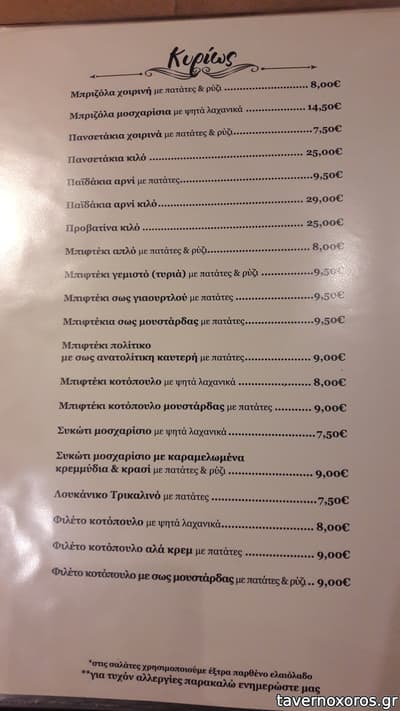 Κυρίως
Μπριζόλα χοιρινή με πατάτες & ρύζι ........................... 8,00€
Μπριζόλα μοσχαρίσια με ψητά λαχανικά ..................... 14,50€
Πανσετάκια χοιρινά με πατάτες & ρύζι........................ 7,50€
Πανσετάκια κιλό ........................................ 25,00€
Παϊδάκια αρνί με πατάτες................................. 9,50€
Παϊδάκια αρνί κιλό..................................... 29,00€
Προβατίνα κιλό ........................................ 25,00€
Μπιφτέκι απλό με πατάτες & ρύζι........................... 8,00€
Μπιφτέκι γεμιστό (τυριά) με πατάτες & ρύζι ............. 9,50€
Μπιφτέκι σως γιαουρτλού με πατάτες .................... 9,50€
Μπιφτέκια σως μουστάρδας με πατάτες.................. 9,50€
Μπιφτέκι πολίτικο
με σως ανατολίτικη καυτερή με πατάτες.................. 9,00€
Μπιφτέκι κοτόπουλο με ψητά λαχανικά .................. 8,00€
Μπιφτέκι κοτόπουλο μουστάρδας με πατάτες ........... 9,00€
Συκώτι μοσχαρίσιο με ψητά λαχανικά ..................... 7,50€
Συκώτι μοσχαρίσιο με καραμελωμένα
κρεμμύδια & κρασί με πατάτες & ρύζι ..................... 9,00€
Λουκάνικο Τρικαλινό με πατάτες .......................... 7,50€
Φιλέτο κοτόπουλο με ψητά λαχανικά....................... 8,00€
Φιλέτο κοτόπουλο αλά κρεμ με πατάτες .................. 9,00€
Φιλέτο κοτόπουλο με σως μουστάρδας με πατάτες & ρύζι .. 9,00€
*στις σαλάτες χρησιμοποιούμε έξτρα παρθένο ελαιόλαδο
**για τυχόν αλλεργίες παρακαλώ ενημερώστε μας
tavernoxoros.gr